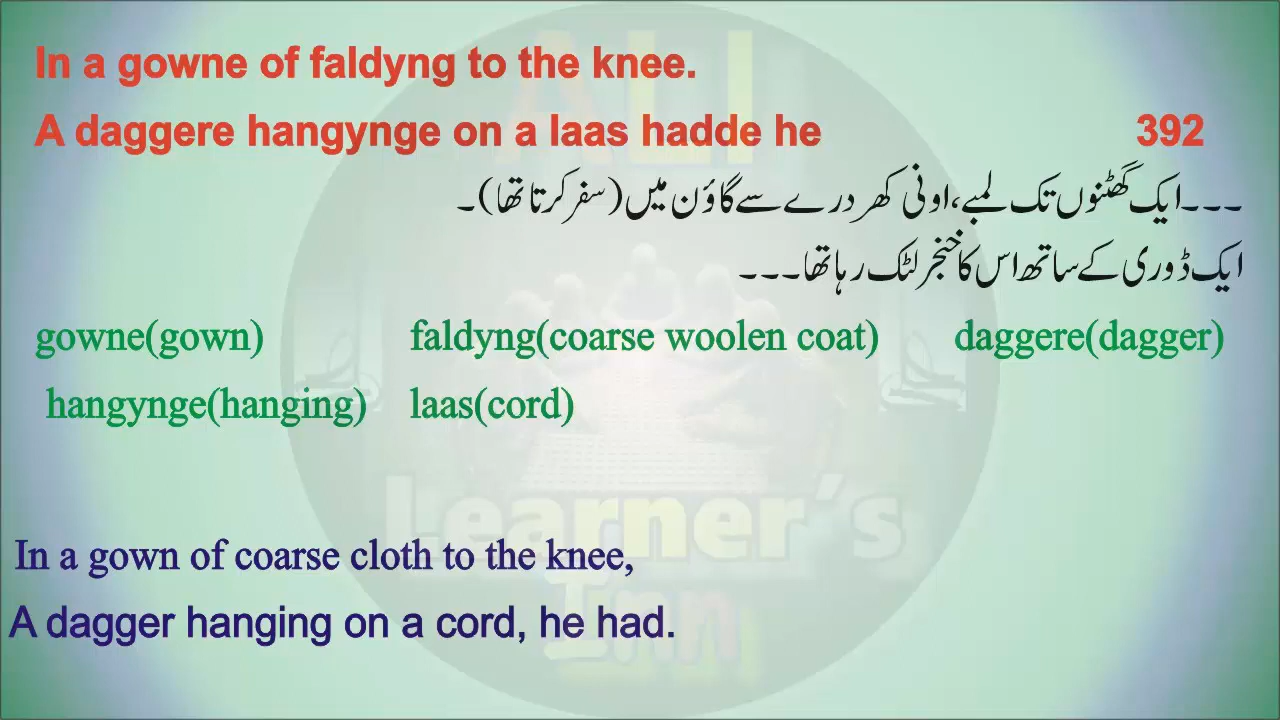 In a gowne of faldyng to the knee.
A daggere hangynge on a laas hadde he 392
۔۔۔ایک گھٹنوں تک لمبے، اونی کھردرے سے گاؤن میں (سفر کرتا تھا)۔
ایک ڈوری کے ساتھ اس کا خنجر لٹک رہا تھا۔۔۔
gowne(gown) faldyng(coarse woolen coat) daggere(dagger)
hangynge(hanging) laas(cord)
ALI
Learner's
Inn
In a gown of coarse cloth to the knee,
A dagger hanging on a cord, he had.